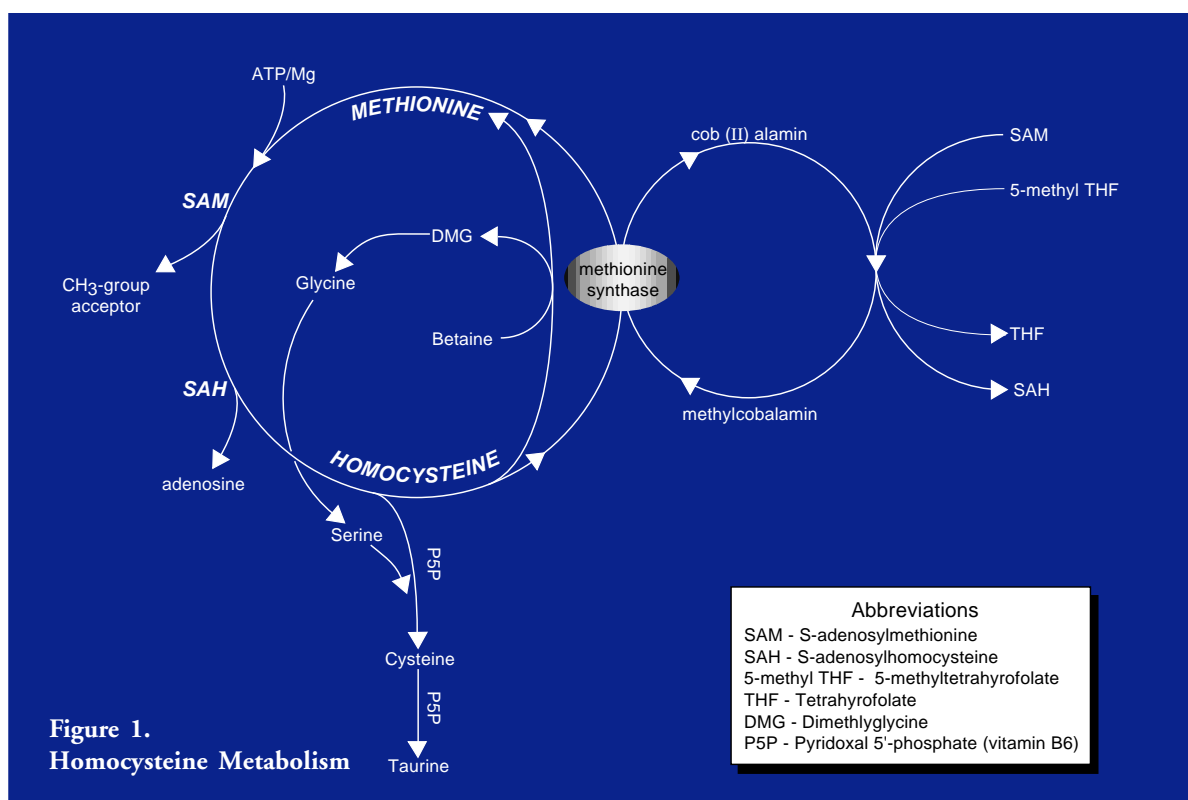 ATP/Mg
METHIONINE
cob (II) alamin
SAM
5-methyl THF
SAM
DMG
methionine
synthase
CH3-group
acceptor
Glycine
Betaine
THF
SAH
SAH
methylcobalamin
HOMOCYSTEINE
adenosine
Serine
P5P
Cysteine
P5P
Taurine
Abbreviations
SAM - S-adenosylmethionine
SAH - S-adenosylhomocysteine
5-methyl THF - 5-methyltetrahyrofolate
THF - Tetrahyrofolate
DMG - Dimethlyglycine
P5P - Pyridoxal 5'-phosphate (vitamin B6)
Figure 1.
Homocysteine Metabolism